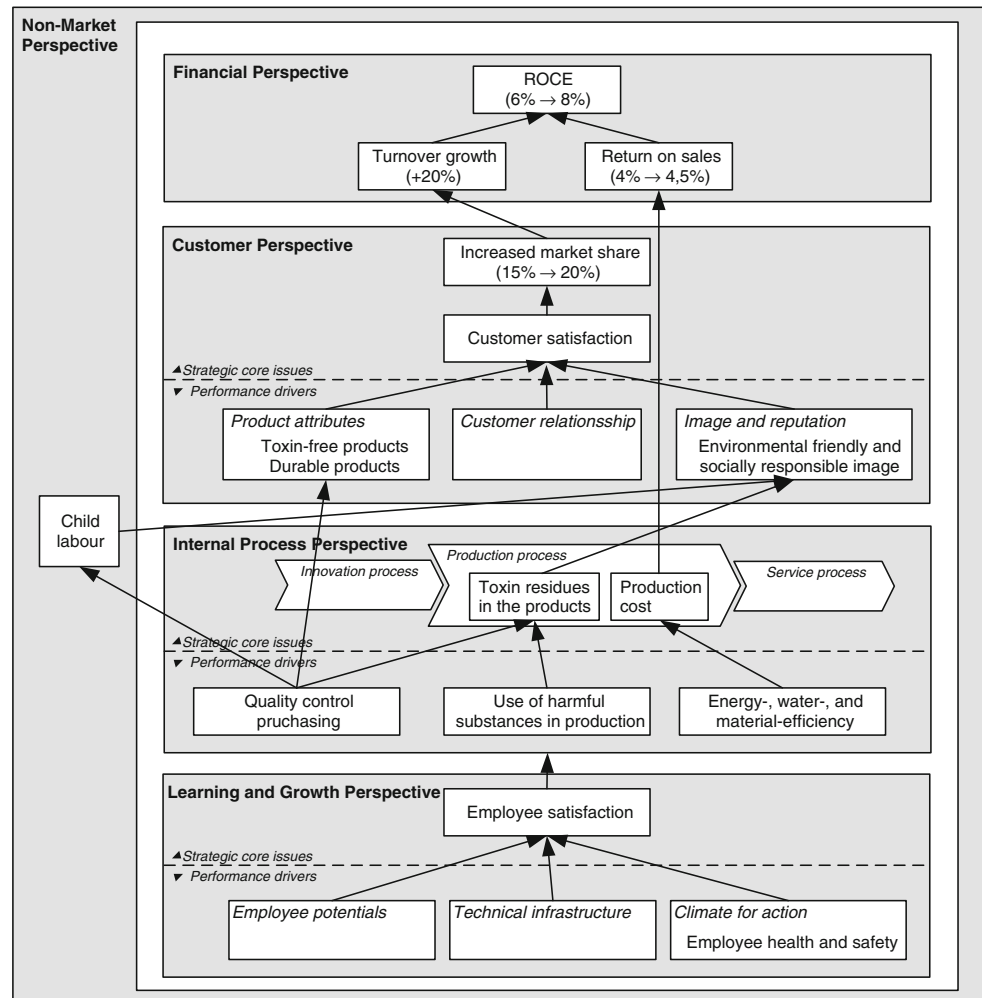 Non-Market
Perspective
Financial Perspective
ROCE
(6% → 8%)
Turnover growth
(+20%)
Return on sales
(4% → 4,5%)
Customer Perspective
Increased market share
(15% → 20%)
Customer satisfaction
Strategic core issues
Performance drivers
Product attributes
Toxin-free products
Durable products
Customer relationsship
Image and reputation
Environmental friendly and
socially responsible image
Child
labour
Internal Process Perspective
Innovation process
Production process
Toxin residues
in the products
Production
cost
Service process
Strategic core issues
Performance drivers
Quality control
pruchasing
Use of harmful
substances in production
Energy-, water-, and
material-efficiency
Learning and Growth Perspective
Employee satisfaction
Strategic core issues
Performance drivers
Employee potentials
Technical infrastructure
Climate for action
Employee health and safety